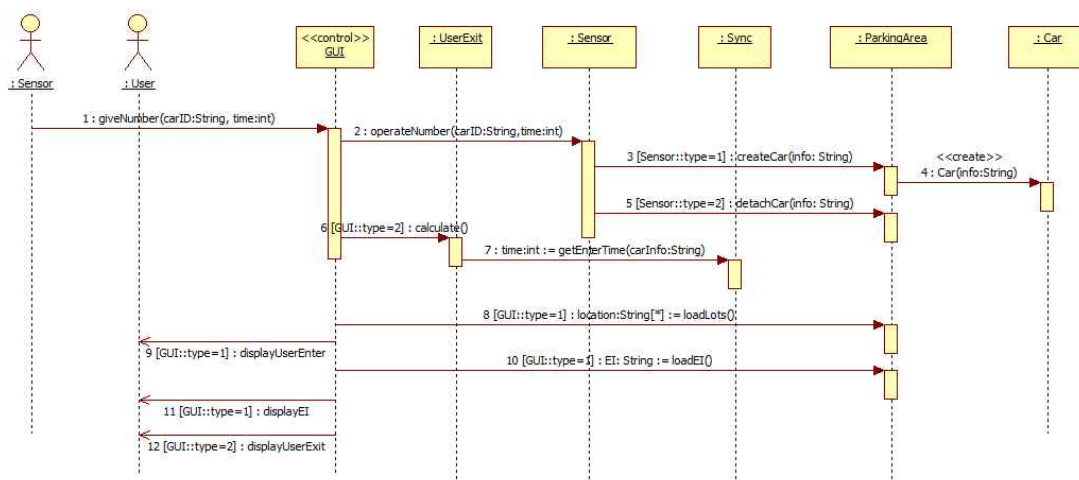 : Sensor
: User
<<control>>
GUI
: UserExit
: Sensor
: Sync
: ParkingArea
: Car
1 : giveNumber(carID:String, time:int)
2 : operateNumber(carID:String,time:int)
3 [Sensor::type=1] : createCar(info: String)
<<create>>
4 : Car(info:String)
5 [Sensor::type=2] : detachCar(info: String)
6 [GUI::type=2] : calculate()
7 : time:int := getEnterTime(carInfo:String)
8 [GUI::type=1] : location:String[*] := loadLots()
9 [GUI::type=1] : displayUserEnter
10 [GUI::type=1] : EI: String := loadEI()
11 [GUI::type=1] : displayEI
12 [GUI::type=2] : displayUserExit